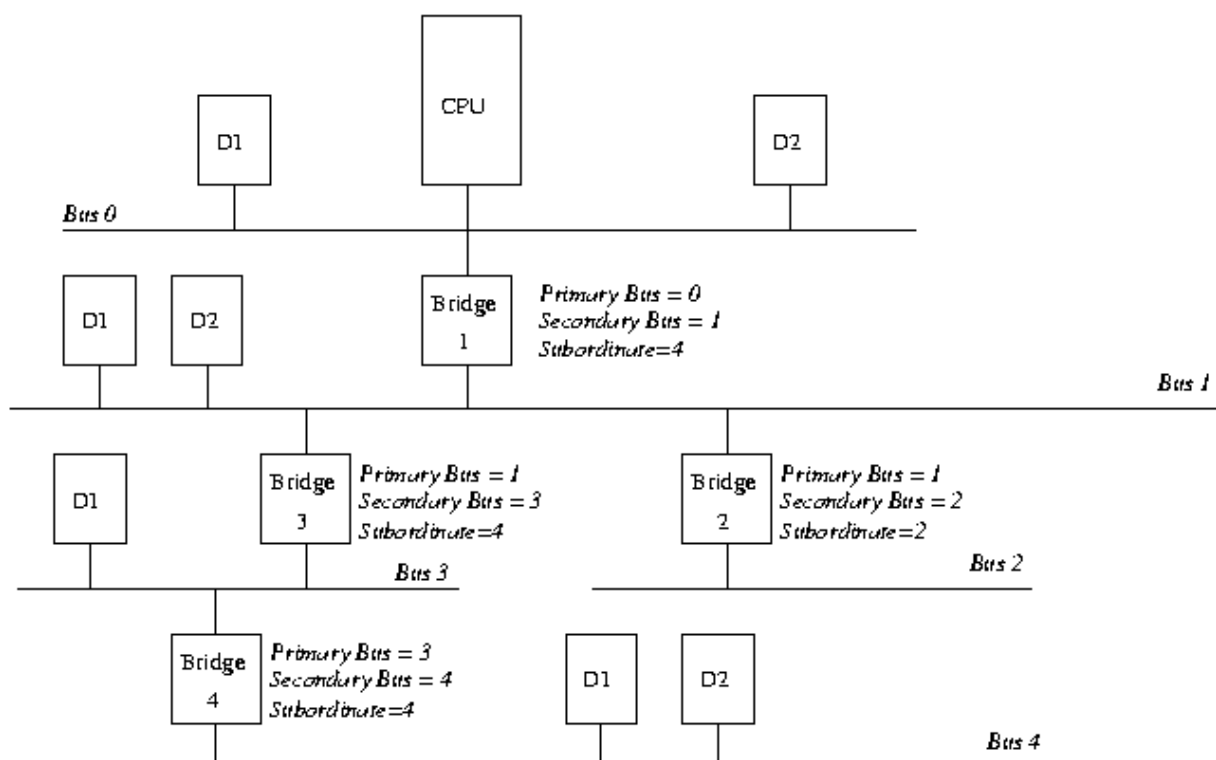 CPU
D1
D2
Bus 0
D1
D2
Bridge
1
Primary Bus = 0
Secondary Bus = 1
Subordinate=4
Bus 1
D1
Bridge
3
Primary Bus = 1
Secondary Bus = 3
Subordinate=4
Bridge
2
Primary Bus = 1
Secondary Bus = 2
Subordinate=2
Bus 3
Bus 2
Bridge
4
Primary Bus = 3
Secondary Bus = 4
Subordinate=4
D1
D2
Bus 4